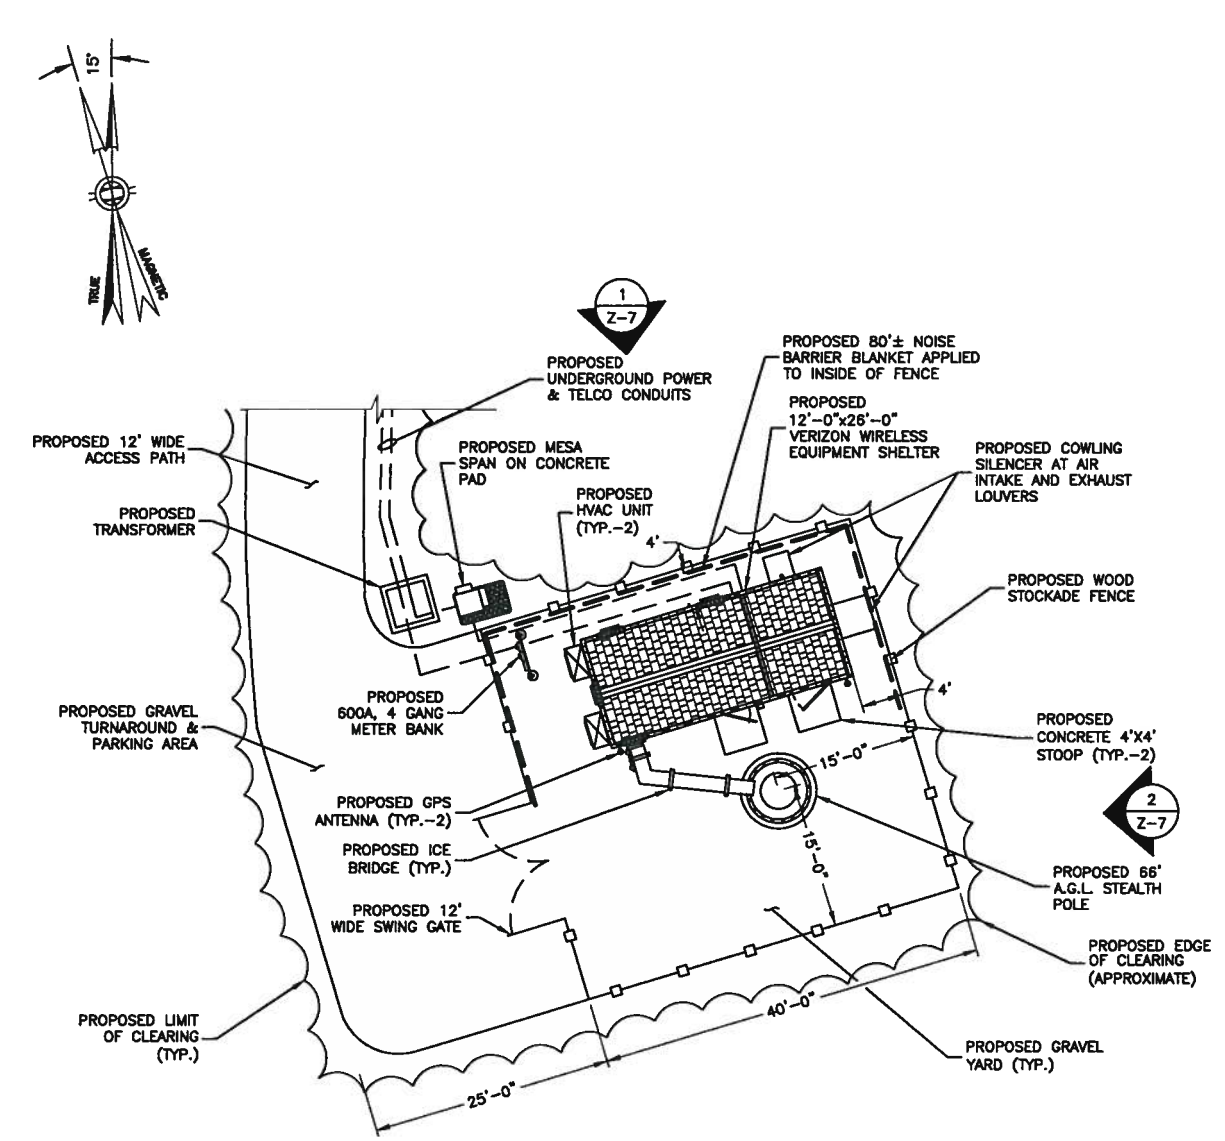 15'
TRUE
MAGNETIC
1
Z-7
PROPOSED
UNDERGROUND POWER
& TELCO CONDUITS
PROPOSED 80'± NOISE
BARRIER BLANKET APPLIED
TO INSIDE OF FENCE
PROPOSED
12'-0"x26'-0"
VERIZON WIRELESS
EQUIPMENT SHELTER
PROPOSED 12' WIDE
ACCESS PATH
PROPOSED MESA
SPAN ON CONCRETE
PAD
PROPOSED COWLING
SILENCER AT AIR
INTAKE AND EXHAUST
LOUVERS
PROPOSED
HVAC UNIT
(TYP.-2)
PROPOSED
TRANSFORMER
4'
PROPOSED WOOD
STOCKADE FENCE
PROPOSED
600A, 4 GANG
METER BANK
4'
PROPOSED GRAVEL
TURNAROUND &
PARKING AREA
PROPOSED
CONCRETE 4'X4'
STOOP (TYP.-2)
15'-0"
PROPOSED GPS
ANTENNA (TYP.-2)
2
Z-7
PROPOSED ICE
BRIDGE (TYP.)
15'-0"
PROPOSED 66'
A.G.L. STEALTH
POLE
PROPOSED 12'
WIDE SWING GATE
PROPOSED EDGE
OF CLEARING
(APPROXIMATE)
40'-0"
PROPOSED LIMIT
OF CLEARING
(TYP.)
PROPOSED GRAVEL
YARD (TYP.)
25'-0"